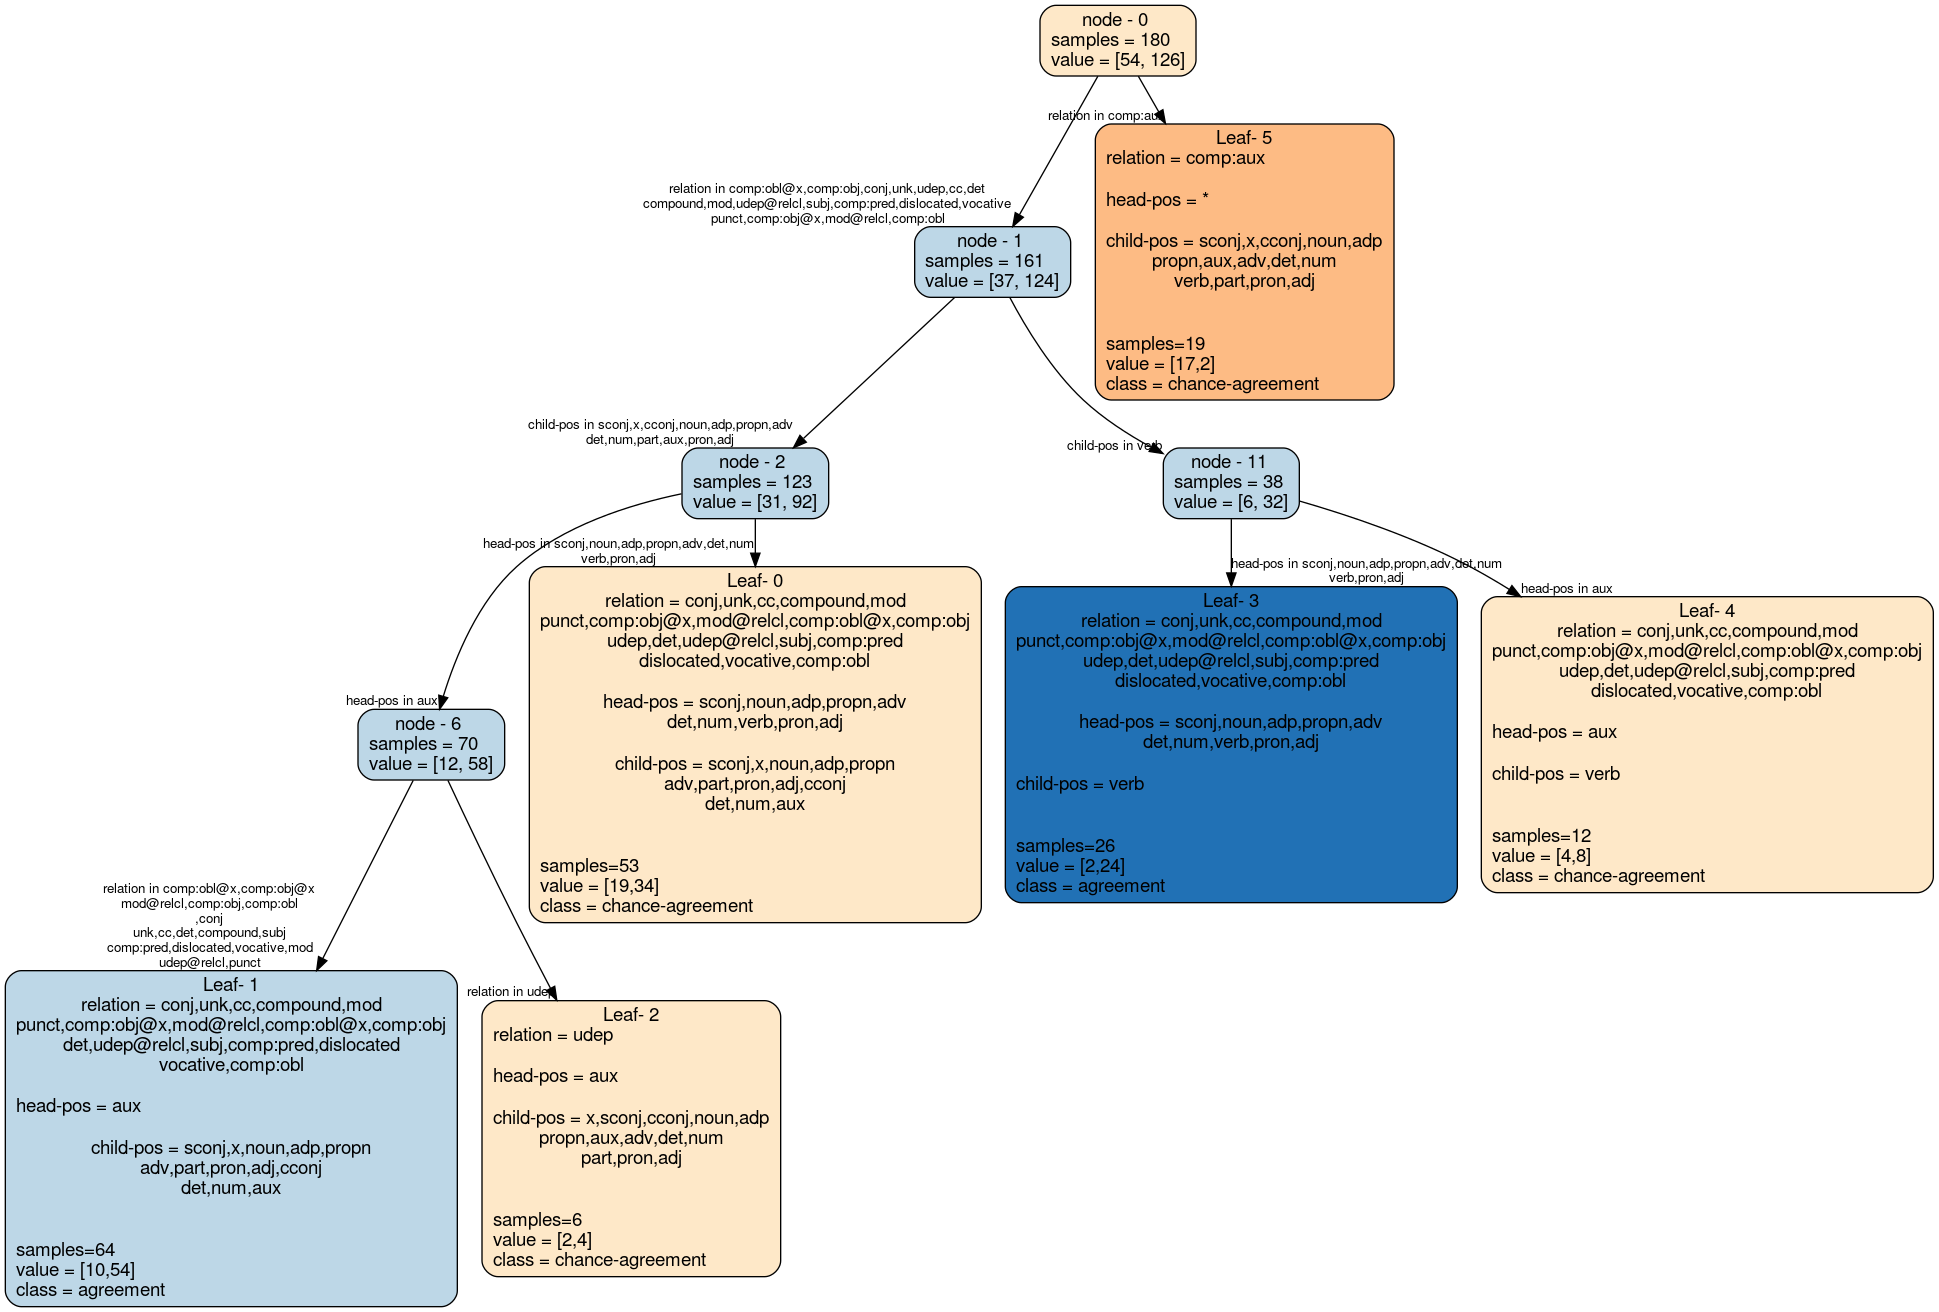 node - 0
samples = 180
value = [54, 126]
relation in comp:aux
Leaf- 5
relation = comp:aux
head-pos = *
child-pos = sconj,x,cconj,noun,adp
propn,aux,adv,det,num
verb,part,pron,adj
samples=19
value = [17,2]
class = chance-agreement
relation in comp:obl@x,comp:obj,conj,unk,udep,cc,det
compound,mod,udep@relcl,subj,comp:pred,dislocated,vocative
punct,comp:obj@x,mod@relcl,comp:obl
node - 1
samples = 161
value = [37, 124]
child-pos in sconj,x,cconj,noun,adp,propn,adv
det,num,part,aux,pron,adj
node - 2
samples = 123
value = [31, 92]
child-pos in verb
node - 11
samples = 38
value = [6, 32]
head-pos in sconj,noun,adp,propn,adv,det,num
verb,pron,adj
Leaf- 0
relation = conj,unk,cc,compound,mod
punct,comp:obj@x,mod@relcl,comp:obl@x,comp:obj
udep,det,udep@relcl,subj,comp:pred
dislocated,vocative,comp:obl
head-pos = sconj,noun,adp,propn,adv
det,num,verb,pron,adj
child-pos = sconj,x,noun,adp,propn
adv,part,pron,adj,cconj
det,num,aux
samples=53
value = [19,34]
class = chance-agreement
head-pos in sconj,noun,adp,propn,adv,det,num
verb,pron,adj
Leaf- 3
relation = conj,unk,cc,compound,mod
punct,comp:obj@x,mod@relcl,comp:obl@x,comp:obj
udep,det,udep@relcl,subj,comp:pred
dislocated,vocative,comp:obl
head-pos = sconj,noun,adp,propn,adv
det,num,verb,pron,adj
child-pos = verb
samples=26
value = [2,24]
class = agreement
head-pos in aux
Leaf- 4
relation = conj,unk,cc,compound,mod
punct,comp:obj@x,mod@relcl,comp:obl@x,comp:obj
udep,det,udep@relcl,subj,comp:pred
dislocated,vocative,comp:obl
head-pos = aux
child-pos = verb
samples=12
value = [4,8]
class = chance-agreement
head-pos in aux
node - 6
samples = 70
value = [12, 58]
relation in comp:obl@x,comp:obj@x
mod@relcl,comp:obj,comp:obl
,conj
unk,cc,det,compound,subj
comp:pred,dislocated,vocative,mod
udep@relcl,punct
Leaf- 1
relation = conj,unk,cc,compound,mod
punct,comp:obj@x,mod@relcl,comp:obl@x,comp:obj
det,udep@relcl,subj,comp:pred,dislocated
vocative,comp:obl
head-pos = aux
child-pos = sconj,x,noun,adp,propn
adv,part,pron,adj,cconj
det,num,aux
samples=64
value = [10,54]
class = agreement
relation in udep
Leaf- 2
relation = udep
head-pos = aux
child-pos = x,sconj,cconj,noun,adp
propn,aux,adv,det,num
part,pron,adj
samples=6
value = [2,4]
class = chance-agreement